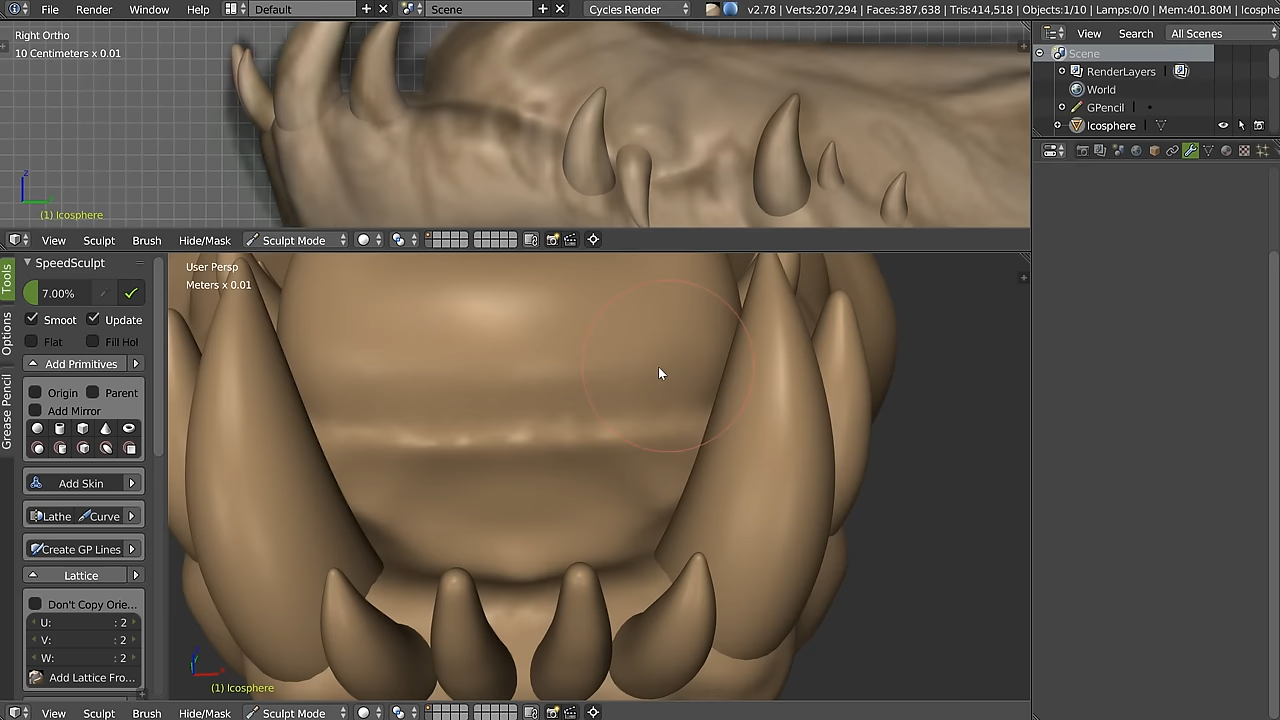 File Render Window Help Default Scene Cycles Render v2.78 | Verts:207,294 | Faces:387,638 | Tris:414,518 | Objects:1/10 | Lamps:0/0 | Mem:401.80M | Icosphe
Right Ortho
10 Centimeters x 0.01
View Search All Scenes
Scene
RenderLayers
World
GPencil
Icosphere
z
(1) Icosphere
View Sculpt Brush Hide/Mask Sculpt Mode
Tools
Options
Grease Pencil
SpeedSculpt
7.00%
Smoot Update
Flat Fill Hol
Add Primitives
Origin Parent
Add Mirror
Add Skin
Lathe Curve
Create GP Lines
Lattice
Don't Copy Orie...
U: : 2
V: : 2
W: : 2
Add Lattice Fro...
User Persp
Meters x 0.01
(1) Icosphere
View Sculpt Brush Hide/Mask Sculpt Mode